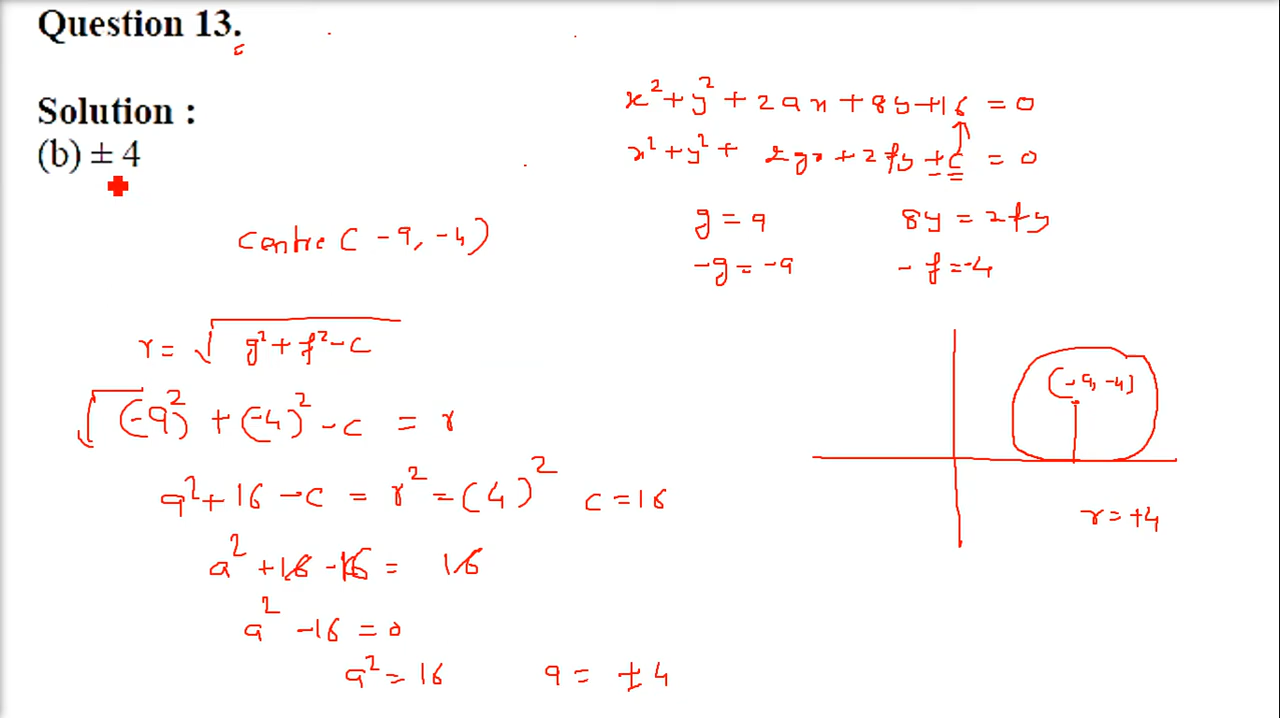 Question 13.
Solution :
(b) ± 4
x² + y² + 2ax + 8y + 16 = 0
x² + y² + 2gx + 2fy + c = 0
g = a
8y = 2fy
-g = -a
-f = -4
Centre (-a, -4)
r = √(g² + f² - c)
√((-a)² + (-4)² - c) = r
a² + 16 - c = r² = (4)² c = 16
a² + 16 - 16 = 16
a² - 16 = 0
a² = 16 a = ± 4
(-a, -4)
r = +4